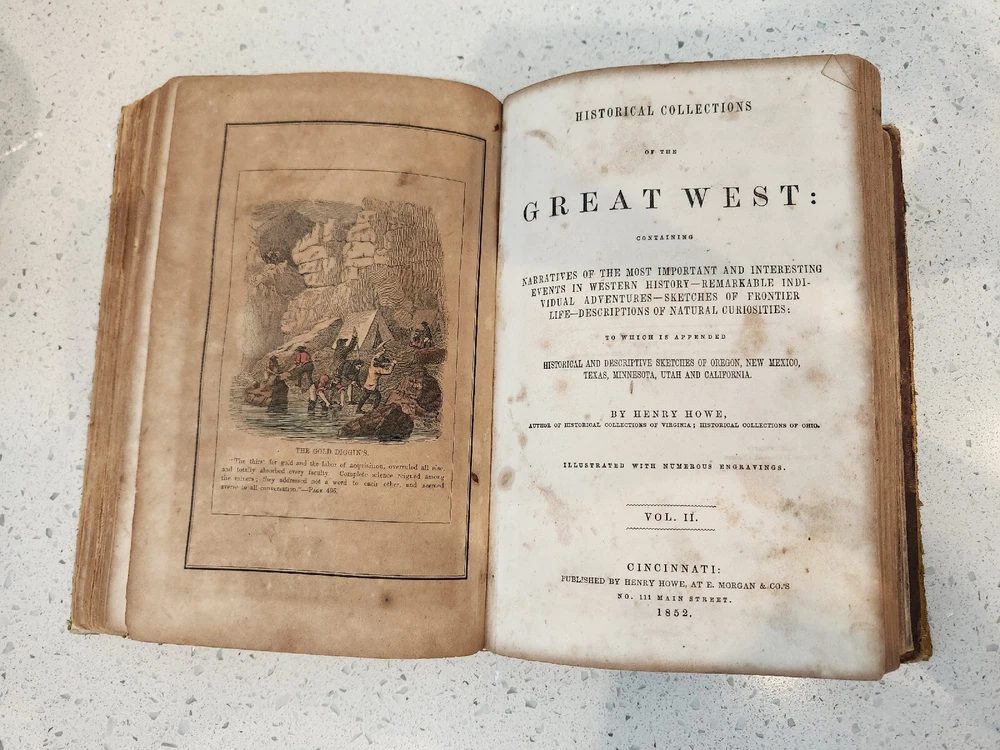 THE GOLD DIGGIN'S.
"The thirst for gold and the labor of acquisition, overruled all else,
and totally absorbed every faculty. Complete science reigned among
the miners; they addressed not a word to each other, and seemed
averse to all conversation."—PAGE 406.
HISTORICAL COLLECTIONS
OF THE
GREAT WEST:
CONTAINING
NARRATIVES OF THE MOST IMPORTANT AND INTERESTING
EVENTS IN WESTERN HISTORY—REMARKABLE INDI-
VIDUAL ADVENTURES—SKETCHES OF FRONTIER
LIFE—DESCRIPTIONS OF NATURAL CURIOSITIES:
TO WHICH IS APPENDED
HISTORICAL AND DESCRIPTIVE SKETCHES OF OREGON, NEW MEXICO,
TEXAS, MINNESOTA, UTAH AND CALIFORNIA.
BY HENRY HOWE,
AUTHOR OF HISTORICAL COLLECTIONS OF VIRGINIA; HISTORICAL COLLECTIONS OF OHIO.
ILLUSTRATED WITH NUMEROUS ENGRAVINGS.
VOL. II.
CINCINNATI:
PUBLISHED BY HENRY HOWE, AT E. MORGAN & CO.'S
NO. 111 MAIN STREET.
1852.